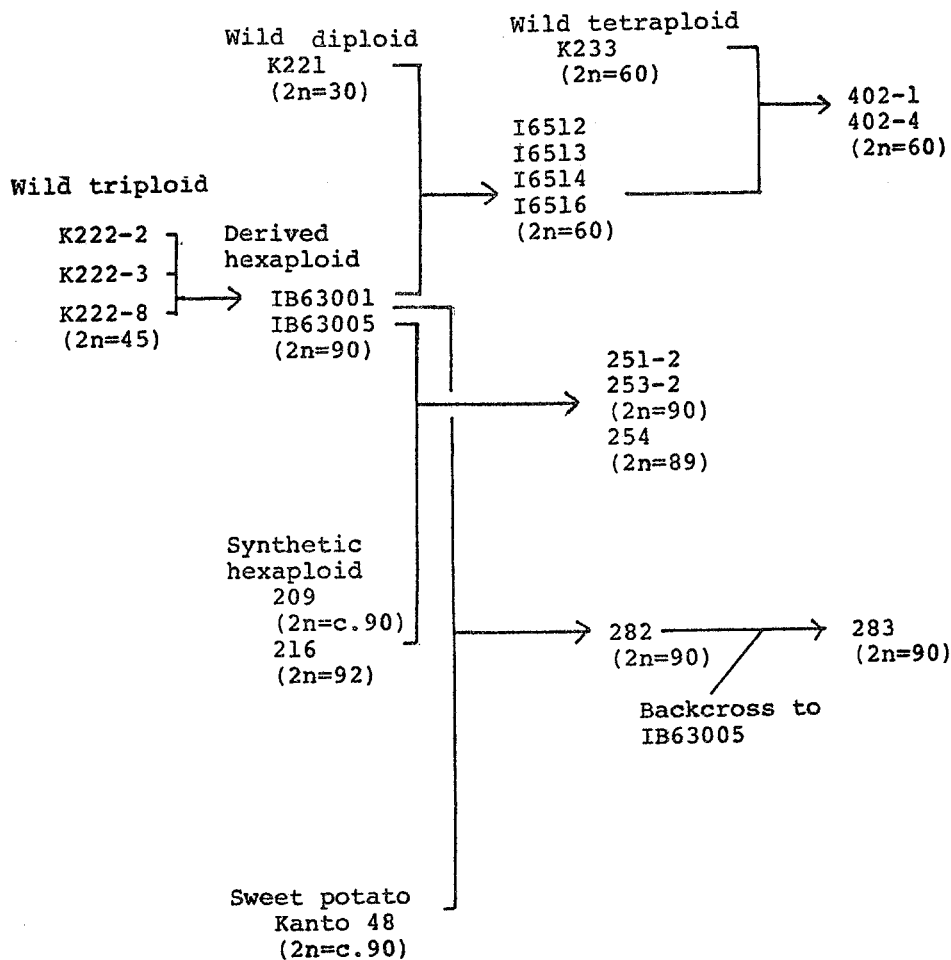 Wild diploid
K221
(2n=30)
Wild tetraploid
K233
(2n=60)
402-1
402-4
(2n=60)
I6512
I6513
I6514
I6516
(2n=60)
Wild triploid
K222-2
K222-3
K222-8
(2n=45)
Derived
hexaploid
IB63001
IB63005
(2n=90)
251-2
253-2
(2n=90)
254
(2n=89)
Synthetic
hexaploid
209
(2n=c.90)
216
(2n=92)
282
(2n=90)
283
(2n=90)
Backcross to
IB63005
Sweet potato
Kanto 48
(2n=c.90)